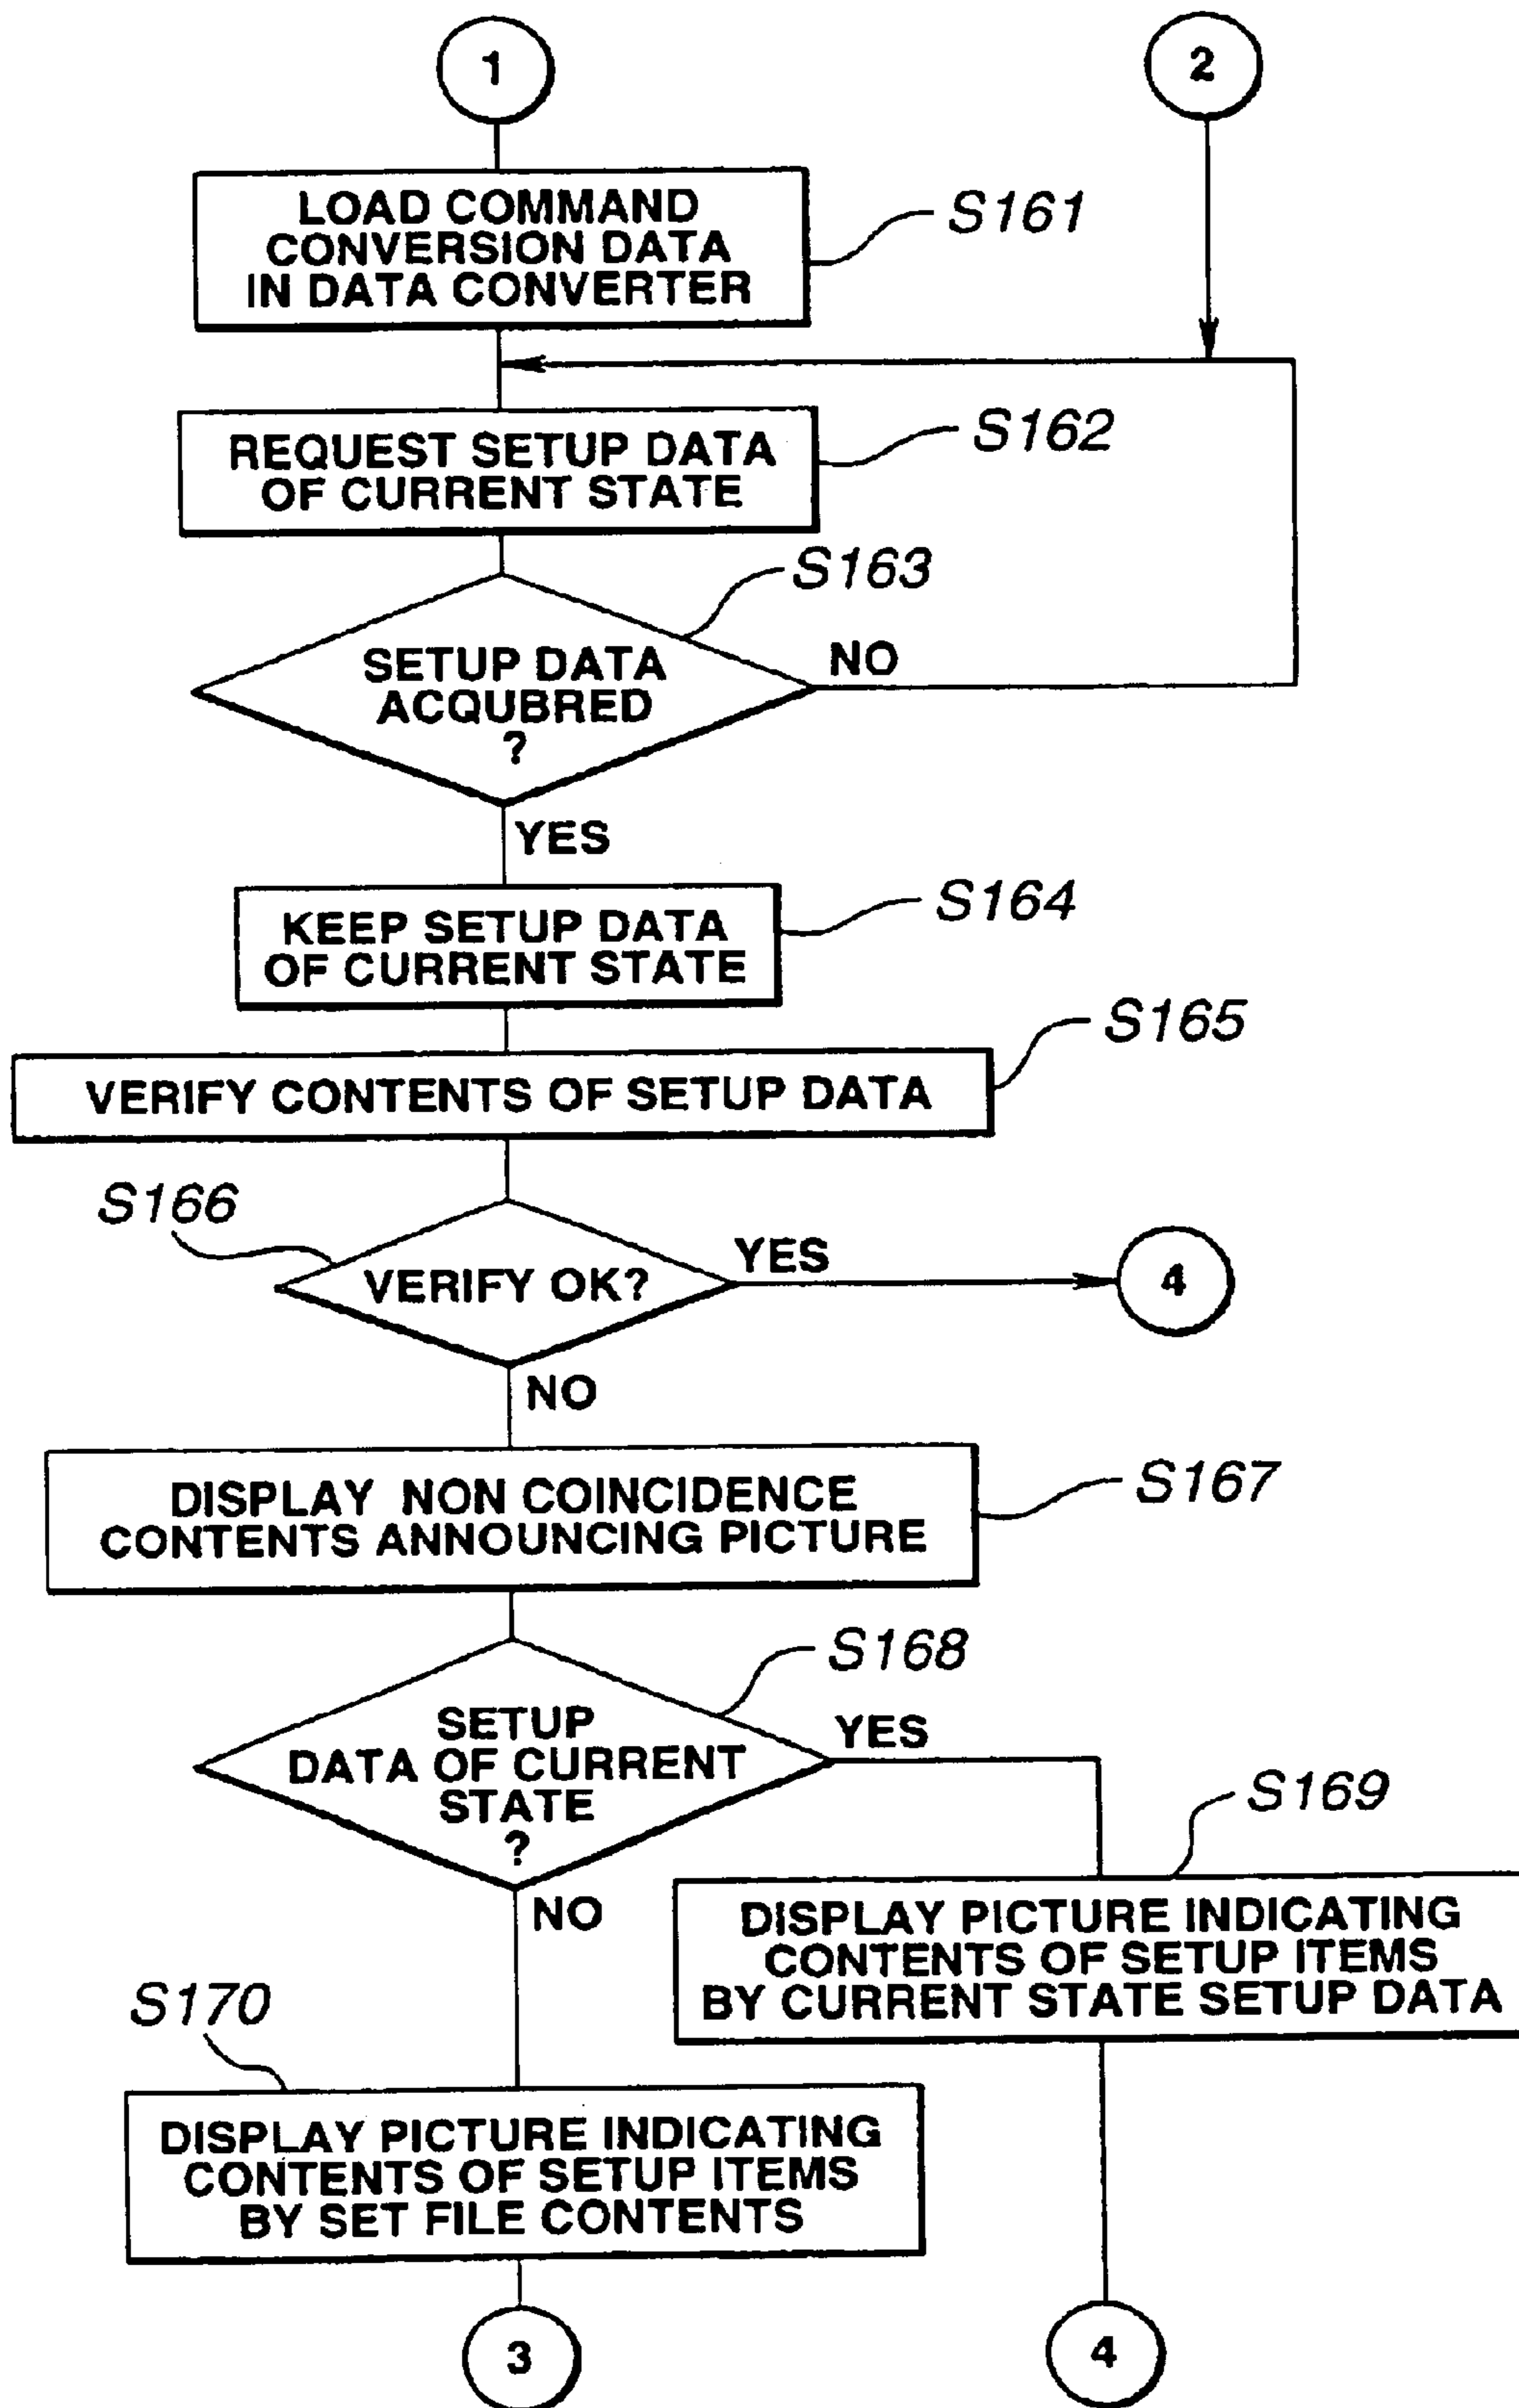 1
2
LOAD COMMAND
CONVERSION DATA
IN DATA CONVERTER
S161
REQUEST SETUP DATA
OF CURRENT STATE
S162
S163
SETUP DATA
ACQUBRED
?
NO
YES
KEEP SETUP DATA
OF CURRENT STATE
S164
S165
VERIFY CONTENTS OF SETUP DATA
S166
VERIFY OK?
YES
4
NO
DISPLAY NON COINCIDENCE
CONTENTS ANNOUNCING PICTURE
S167
S168
SETUP
DATA OF CURRENT
STATE
?
YES
NO
S169
DISPLAY PICTURE INDICATING
CONTENTS OF SETUP ITEMS
BY CURRENT STATE SETUP DATA
S170
DISPLAY PICTURE INDICATING
CONTENTS OF SETUP ITEMS
BY SET FILE CONTENTS
3
4